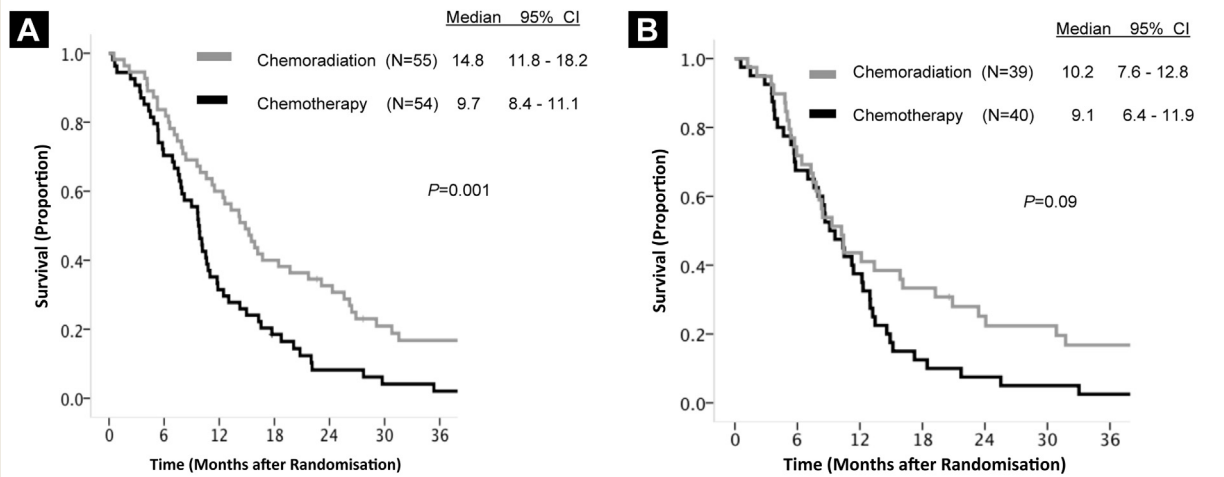 A
Median 95% CI
Chemoradiation (N=55) 14.8 11.8 - 18.2
Chemotherapy (N=54) 9.7 8.4 - 11.1
P=0.001
Survival (Proportion)
1.0
0.8
0.6
0.4
0.2
0.0
0 6 12 18 24 30 36
Time (Months after Randomisation)
B
Median 95% CI
Chemoradiation (N=39) 10.2 7.6 - 12.8
Chemotherapy (N=40) 9.1 6.4 - 11.9
P=0.09
Survival (Proportion)
1.0
0.8
0.6
0.4
0.2
0.0
0 6 12 18 24 30 36
Time (Months after Randomisation)